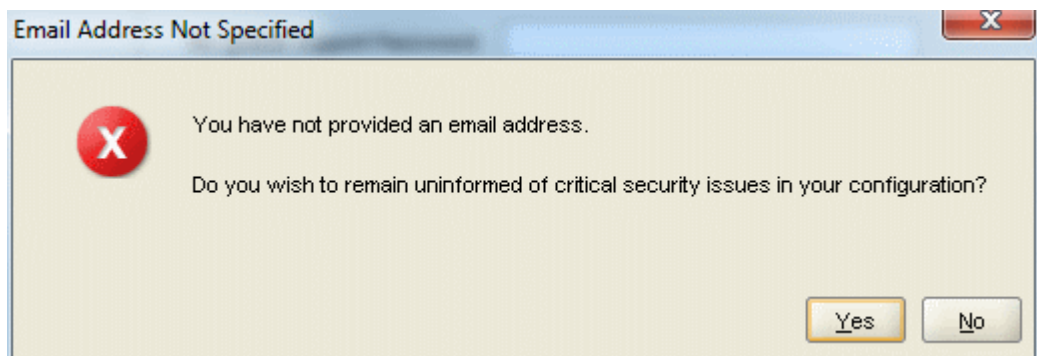 Email Address Not Specified
You have not provided an email address.
Do you wish to remain uninformed of critical security issues in your configuration?
Yes No